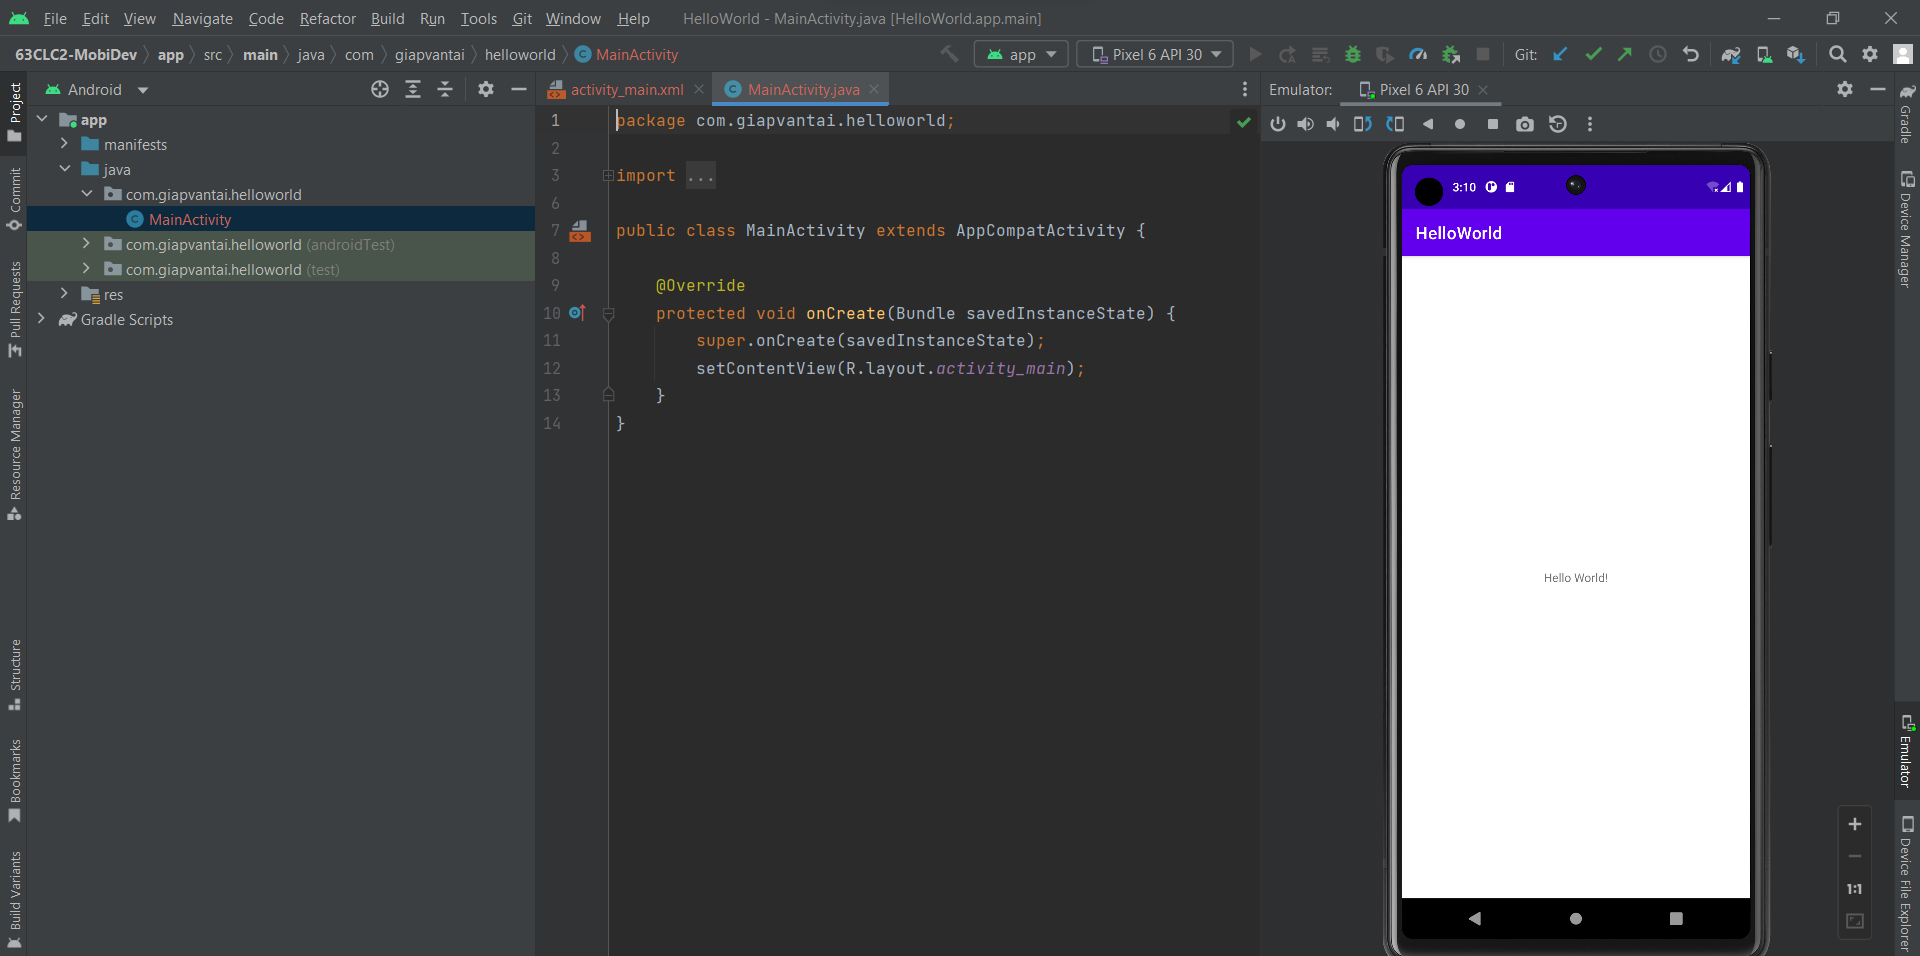 File Edit View Navigate Code Refactor Build Run Tools Git Window Help HelloWorld - MainActivity.java [HelloWorld.app.main]
63CLC2-MobiDev app src main java com giapvantai helloworld MainActivity app Pixel 6 API 30 Git:
Project
Commit
Pull Requests
Resource Manager
Structure
Bookmarks
Build Variants
Android
app
manifests
java
com.giapvantai.helloworld
MainActivity
com.giapvantai.helloworld (androidTest)
com.giapvantai.helloworld (test)
res
Gradle Scripts
activity_main.xml MainActivity.java
1 package com.giapvantai.helloworld;
2
3 import ...
6
7 public class MainActivity extends AppCompatActivity {
8
9 @Override
10 protected void onCreate(Bundle savedInstanceState) {
11 super.onCreate(savedInstanceState);
12 setContentView(R.layout.activity_main);
13 }
14 }
Emulator: Pixel 6 API 30
3:10
HelloWorld
Hello World!
1:1
Gradle
Device Manager
Emulator
Device File Explorer